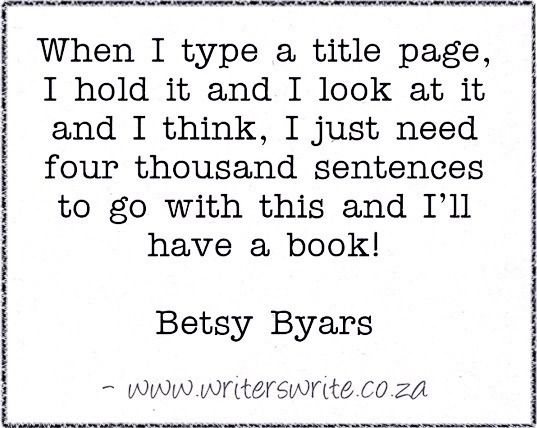 When I type a title page,
I hold it and I look at it
and I think, I just need
four thousand sentences
to go with this and I'll
have a book!
Betsy Byars
- www.writerswrite.co.za